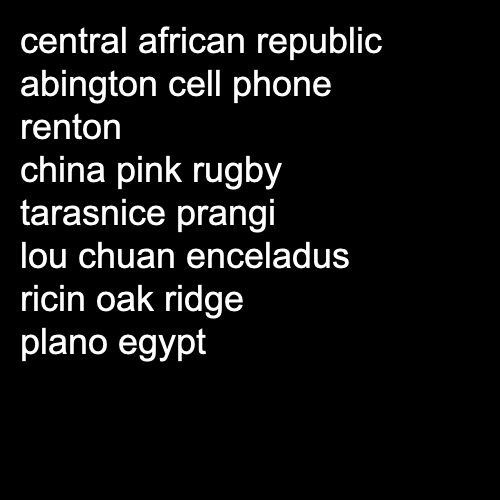 central african republic
abington cell phone
renton
china pink rugby
tarasnice prangi
lou chuan enceladus
ricin oak ridge
plano egypt